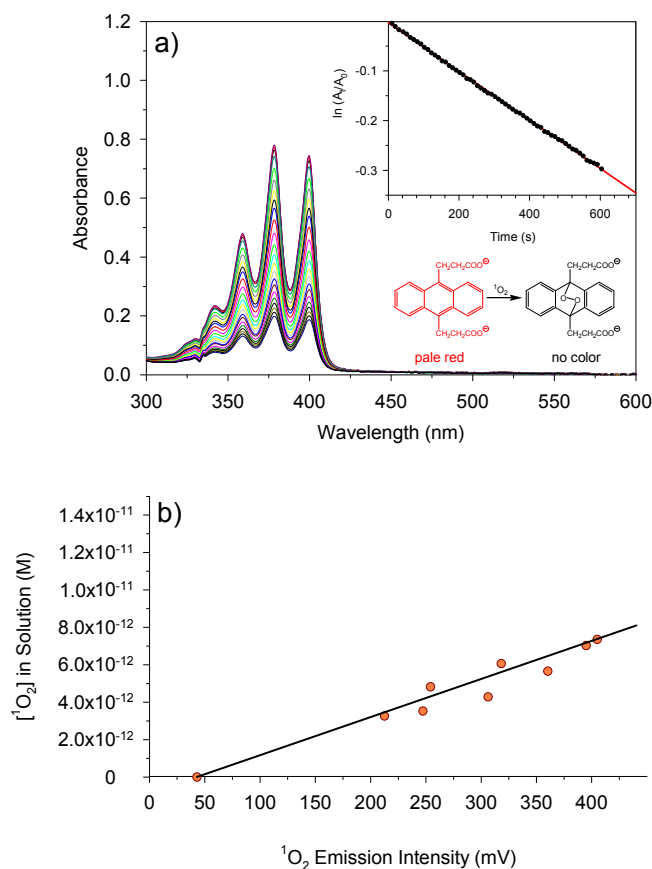 a)
Absorbance
1.2
1.0
0.8
0.6
0.4
0.2
0.0
300 350 400 450 500 550 600
Wavelength (nm)
ln (At/A0)
-0.1
-0.2
-0.3
0 200 400 600
Time (s)
CH2CH2COO⊖ CH2CH2COO⊖
1O2
O O
CH2CH2COO⊖ CH2CH2COO⊖
pale red no color
b)
[1O2] in Solution (M)
1.4x10-11
1.2x10-11
1.0x10-11
8.0x10-12
6.0x10-12
4.0x10-12
2.0x10-12
0
0 50 100 150 200 250 300 350 400
1O2 Emission Intensity (mV)